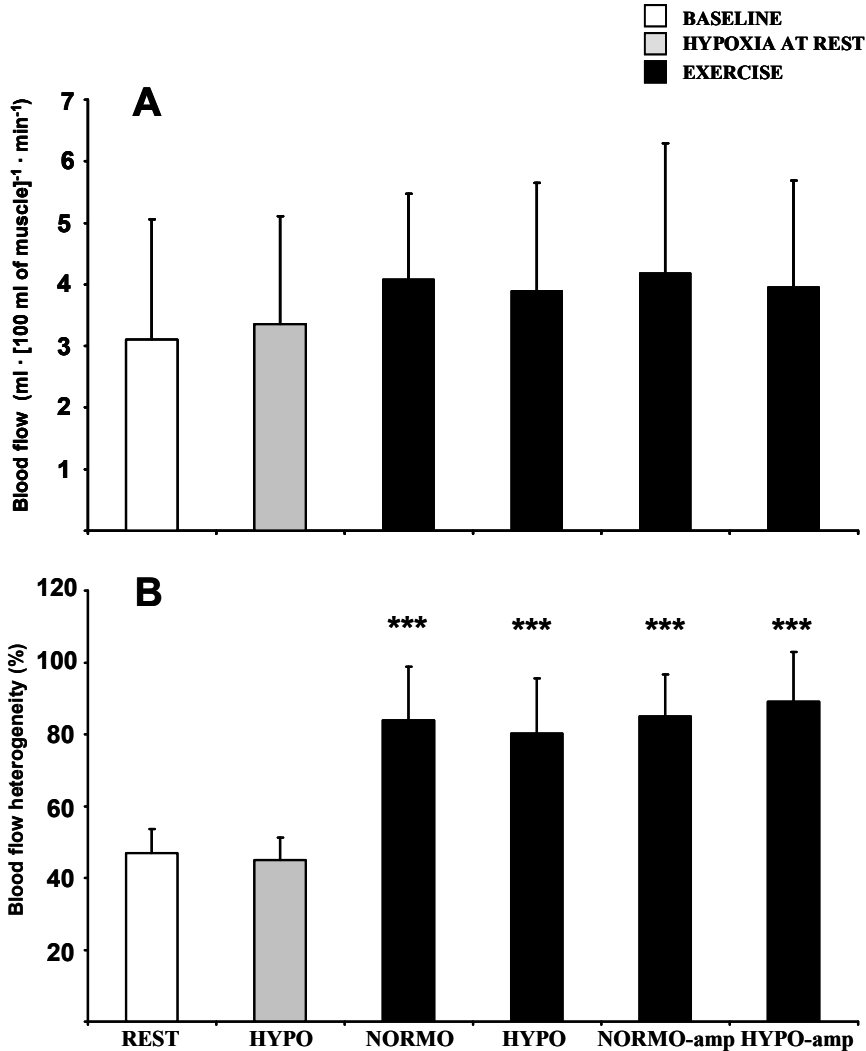 BASELINE
HYPOXIA AT REST
EXERCISE
A
Blood flow (ml · [100 ml of muscle]-1 · min-1)
7
6
5
4
3
2
1
B
Blood flow heterogeneity (%)
120
100
80
60
40
20
*** *** *** ***
REST HYPO NORMO HYPO NORMO-amp HYPO-amp